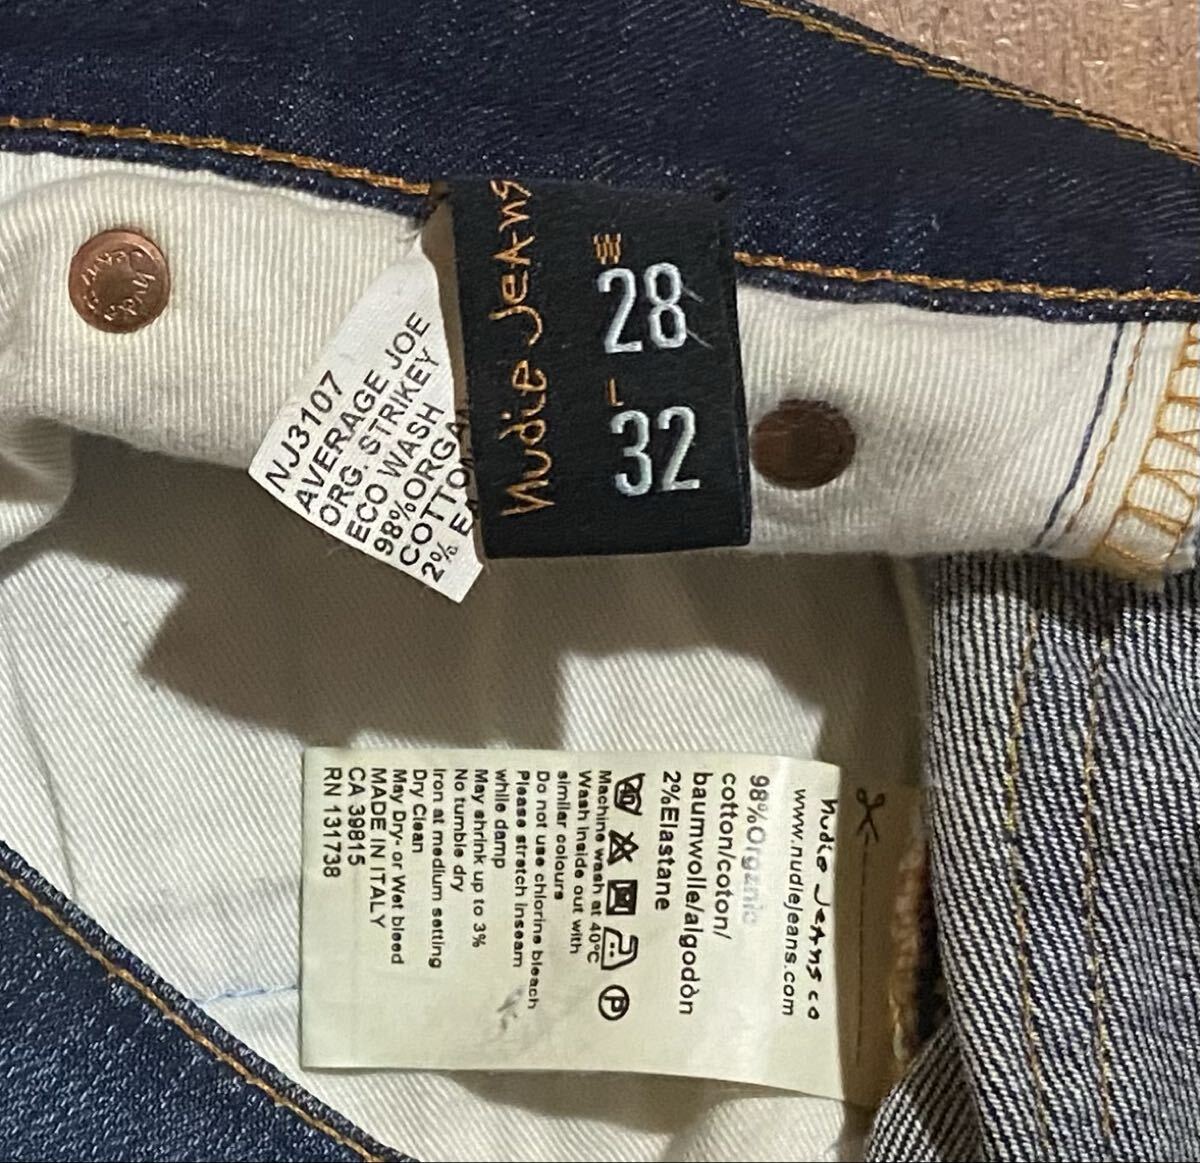 nudie Jeans
W
28
L
32
NJ3107
AVERAGE JOE
ORG. STRIKEY
ECO WASH
98%ORGA
COTTON
2%
nudie Jeans co
www.nudiejeans.com
98%Organic
cotton/coton/
baumwolle/algodòn
2%Elastane
40
P
Machine wash at 40°C
Wash inside out with
similar colours
Do not use chlorine bleach
Please stretch inseam
while damp
May shrink up to 3%
No tumble dry
Iron at medium setting
Dry Clean
May Dry- or Wet bleed
MADE IN ITALY
CA 39815
RN 131738